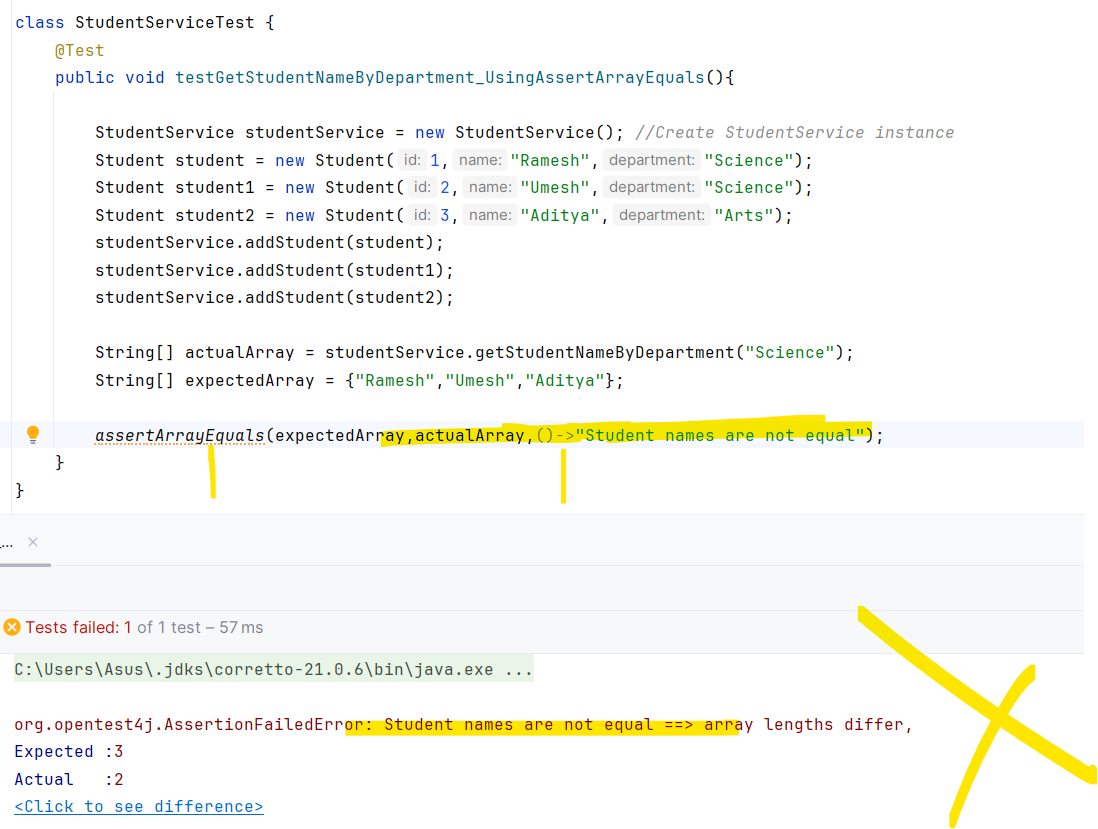 class StudentServiceTest {
@Test
public void testGetStudentNameByDepartment_UsingAssertArrayEquals(){
StudentService studentService = new StudentService(); //Create StudentService instance
Student student = new Student( id: 1, name: "Ramesh", department: "Science");
Student student1 = new Student( id: 2, name: "Umesh", department: "Science");
Student student2 = new Student( id: 3, name: "Aditya", department: "Arts");
studentService.addStudent(student);
studentService.addStudent(student1);
studentService.addStudent(student2);
String[] actualArray = studentService.getStudentNameByDepartment("Science");
String[] expectedArray = {"Ramesh","Umesh","Aditya"};
assertArrayEquals(expectedArray,actualArray,()->"Student names are not equal");
}
}
...
Tests failed: 1 of 1 test – 57 ms
C:\Users\Asus\.jdks\corretto-21.0.6\bin\java.exe ...
org.opentest4j.AssertionFailedError: Student names are not equal ==> array lengths differ,
Expected :3
Actual   :2
<Click to see difference>